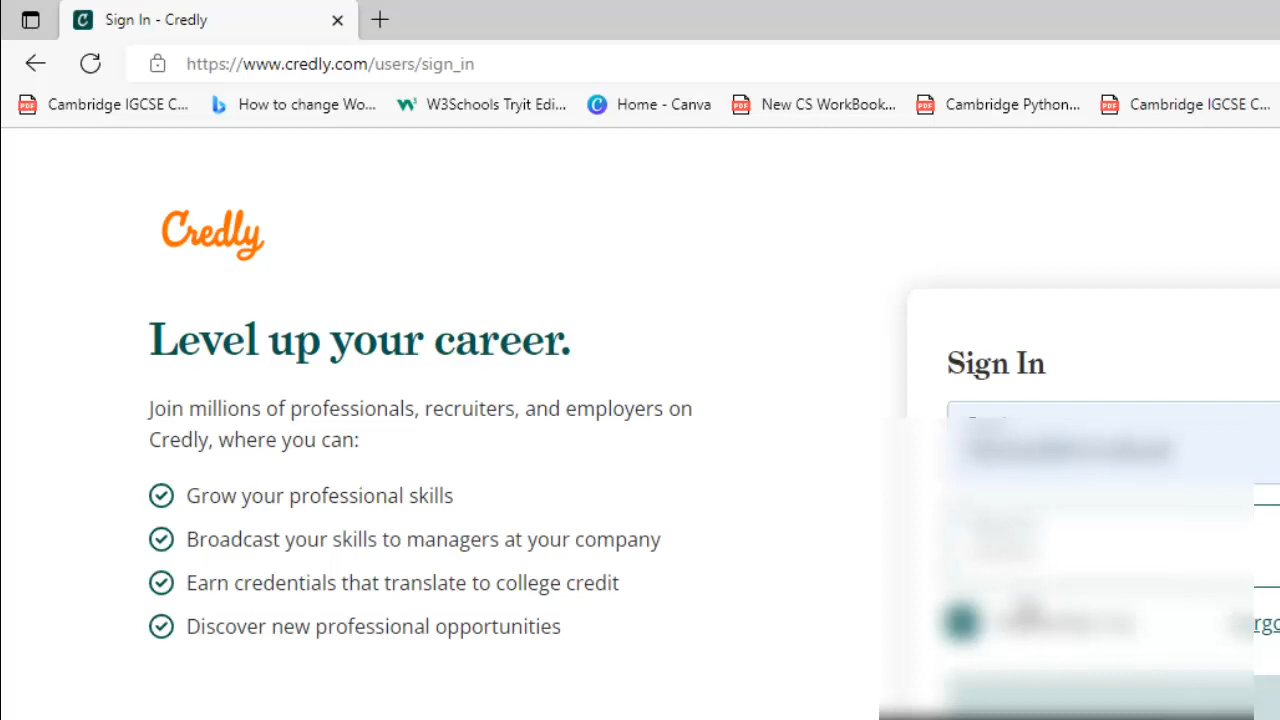 Sign In - Credly
https://www.credly.com/users/sign_in
Cambridge IGCSE C...
How to change Wo...
W3Schools Tryit Edi...
Home - Canva
New CS WorkBook...
Cambridge Python...
Cambridge IGCSE C...
Credly
Level up your career.
Join millions of professionals, recruiters, and employers on
Credly, where you can:
Grow your professional skills
Broadcast your skills to managers at your company
Earn credentials that translate to college credit
Discover new professional opportunities
Sign In